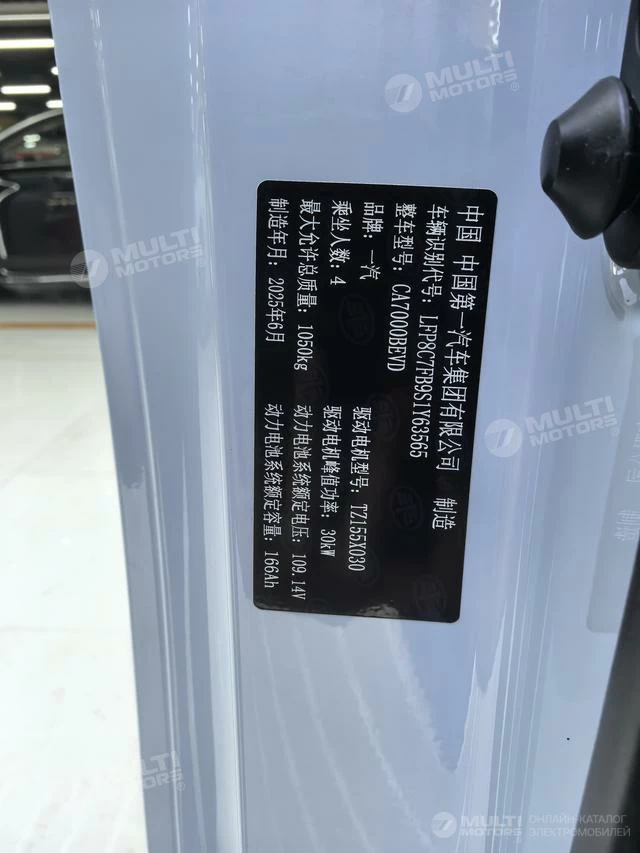 中国 中国第一汽车集团有限公司 制造
车辆识别代号: LFP8C7FB9S1Y63565
整车型号: CA7000BEVD
品牌: 一汽 驱动电机型号: TZ155X030
乘坐人数: 4 驱动电机峰值功率: 30kW
最大允许总质量: 1050kg 动力电池系统额定电压: 109.14V
制造年月: 2025年6月 动力电池系统额定容量: 166Ah
MULTI
MOTORS®
MULTI
MOTORS®
MULTI
MOTORS®
MULTI
MOTORS
MULTI
MOTORS
ОНЛАЙН-КАТАЛОГ
ЭЛЕКТРОМОБИЛЕЙ